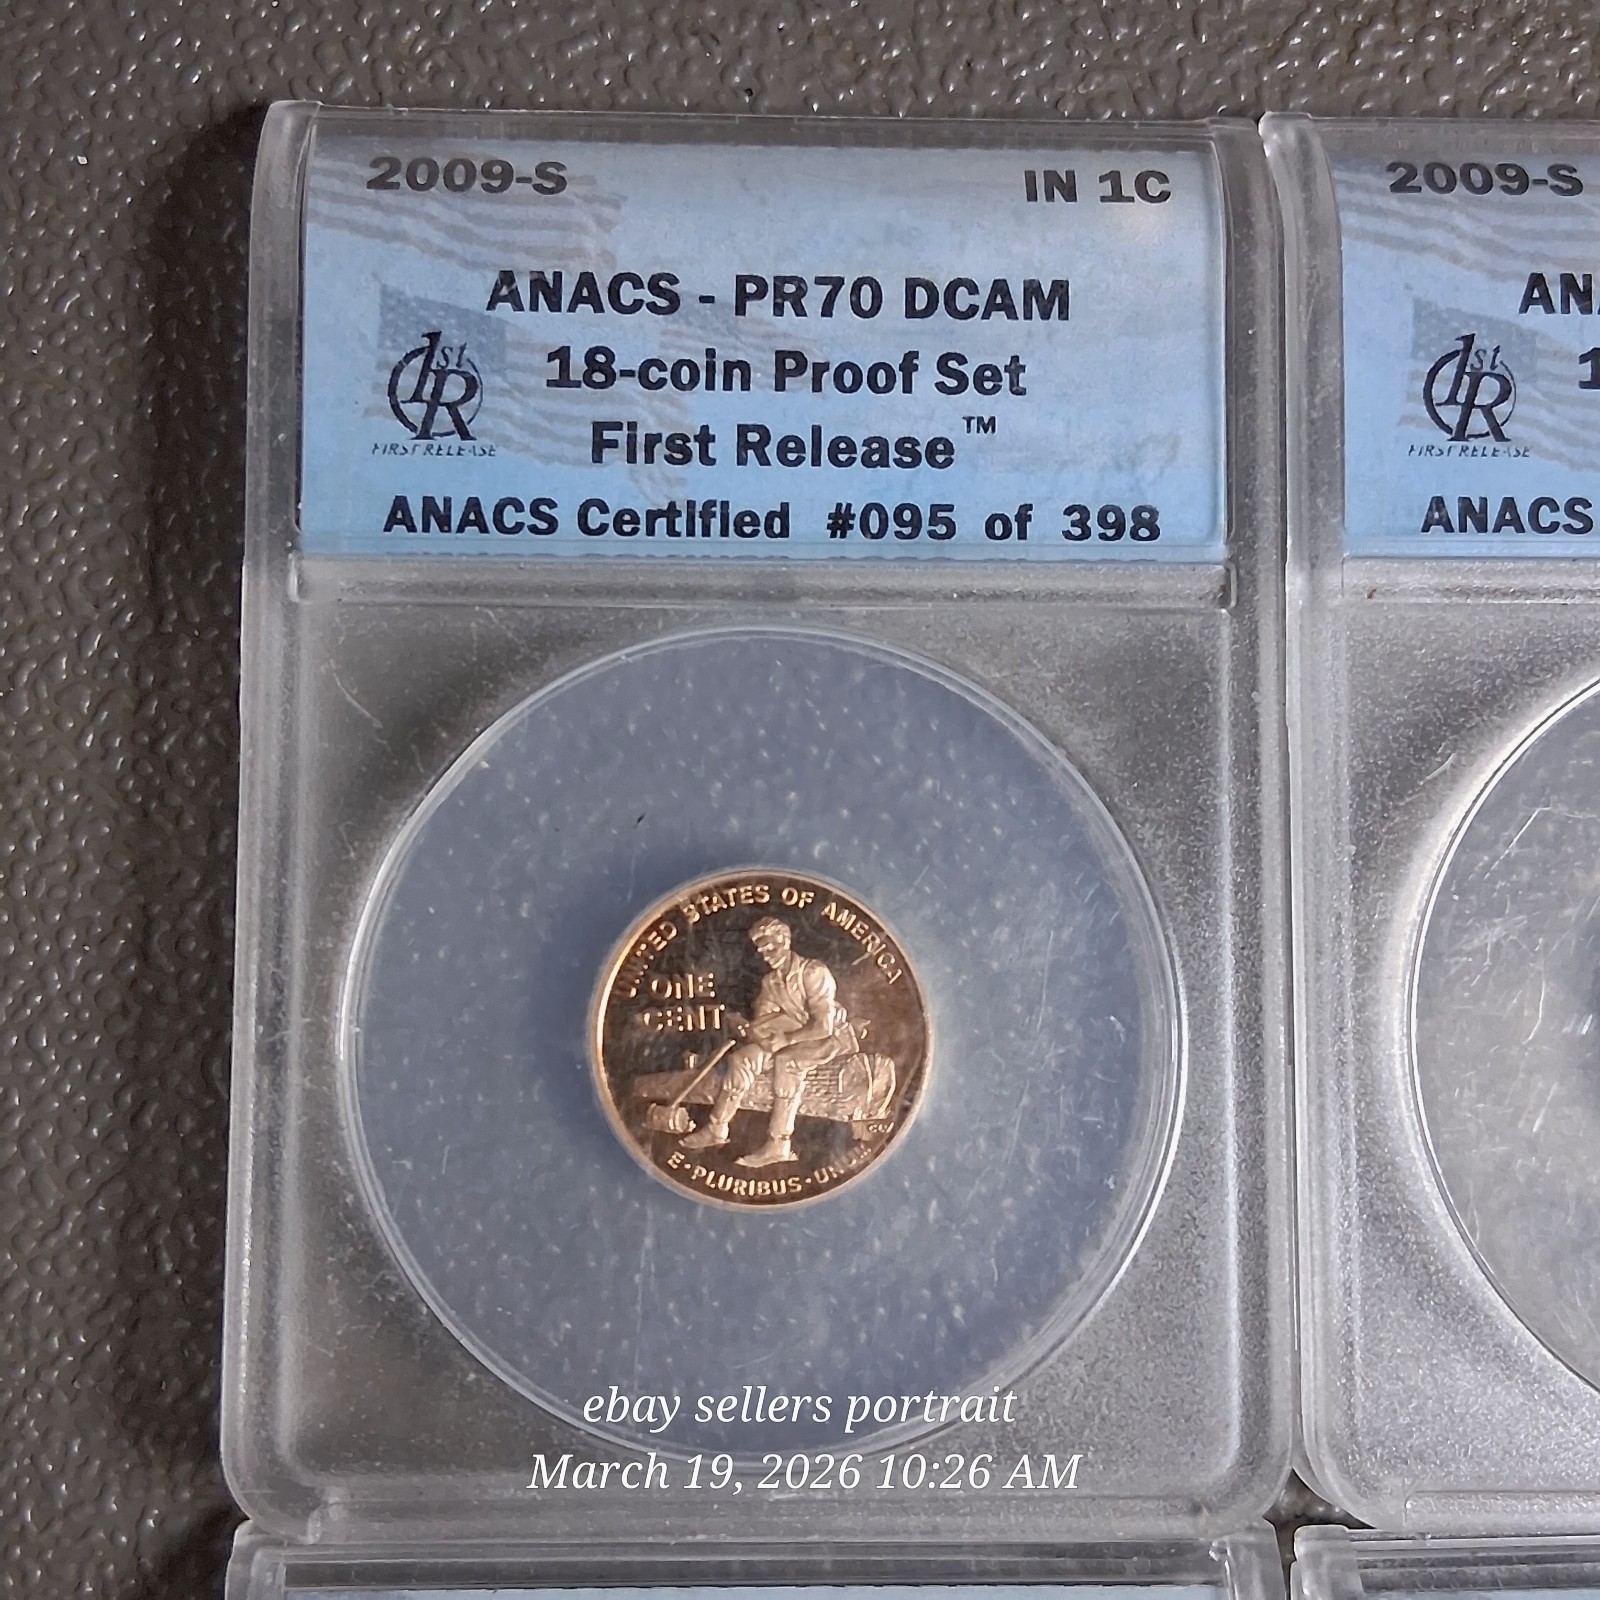 2009-S IN 1C
ANACS - PR70 DCAM
18-coin Proof Set
First Release™
ANACS Certified #095 of 398
1st R
FIRST RELEASE
2009-S
1st R
FIRST RELEASE
ANACS
UNITED STATES OF AMERICA
ONE
CENT
E·PLURIBUS·UNUM
ebay sellers portrait
March 19, 2026 10:26 AM